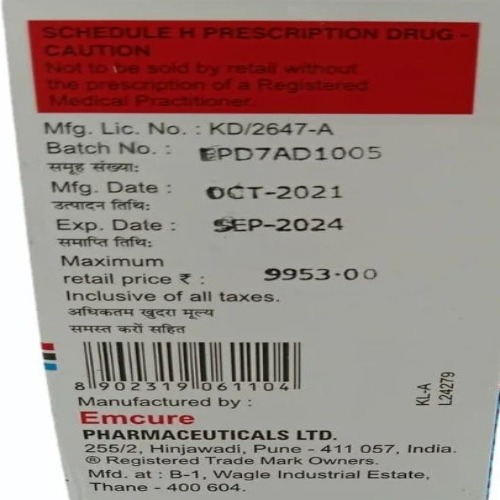 SCHEDULE H PRESCRIPTION DRUG -
CAUTION
Not to be sold by retail without
the prescription of a Registered
Medical Practitioner.
Mfg. Lic. No. : KD/2647-A
Batch No. : EPD7AD1005
समूह संख्या:
Mfg. Date : OCT-2021
उत्पादन तिथि:
Exp. Date : SEP-2024
समाप्ति तिथि:
Maximum
retail price ₹ : 9953.00
Inclusive of all taxes.
अधिकतम खुदरा मूल्य
समस्त करों सहित
8 902319 061104
KL-A
L24279
Manufactured by :
Emcure
PHARMACEUTICALS LTD.
255/2, Hinjawadi, Pune - 411 057, India.
® Registered Trade Mark Owners.
Mfd. at : B-1, Wagle Industrial Estate,
Thane - 400 604.